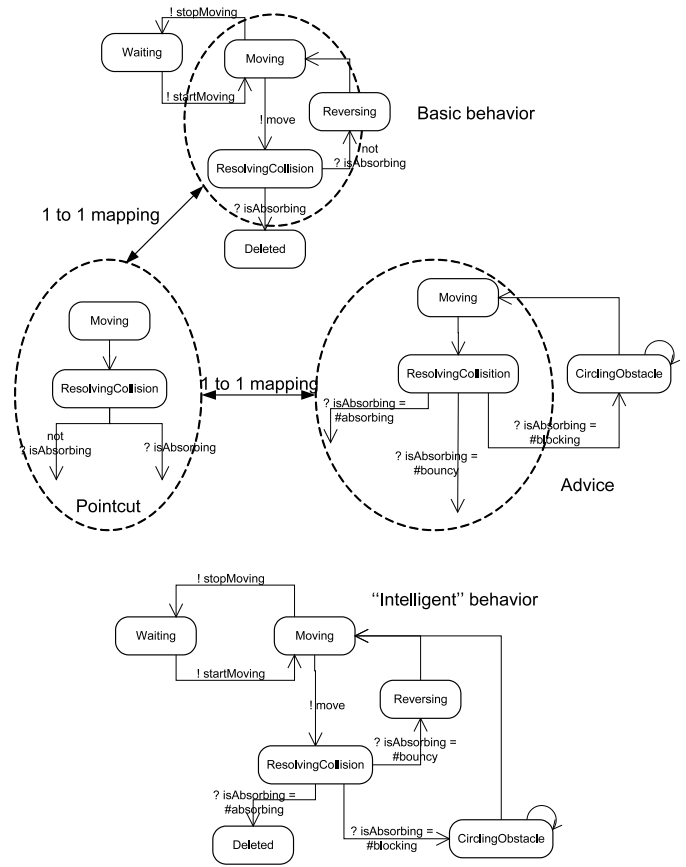 ! stopMoving
Waiting
Moving
! startMoving
Reversing
Basic behavior
! move
not
? isAbsorbing
ResolvingCollision
? isAbsorbing
1 to 1 mapping
Deleted
Moving
ResolvingCollision
not
? isAbsorbing
? isAbsorbing
Pointcut
1 to 1 mapping
Moving
ResolvingCollisition
CirclingObstacle
? isAbsorbing =
#absorbing
? isAbsorbing =
#blocking
? isAbsorbing =
#bouncy
Advice
"Intelligent" behavior
! stopMoving
Waiting
Moving
! startMoving
Reversing
! move
? isAbsorbing =
#bouncy
ResolvingCollision
? isAbsorbing =
#absorbing
Deleted
? isAbsorbing =
#blocking
CirclingObstacle